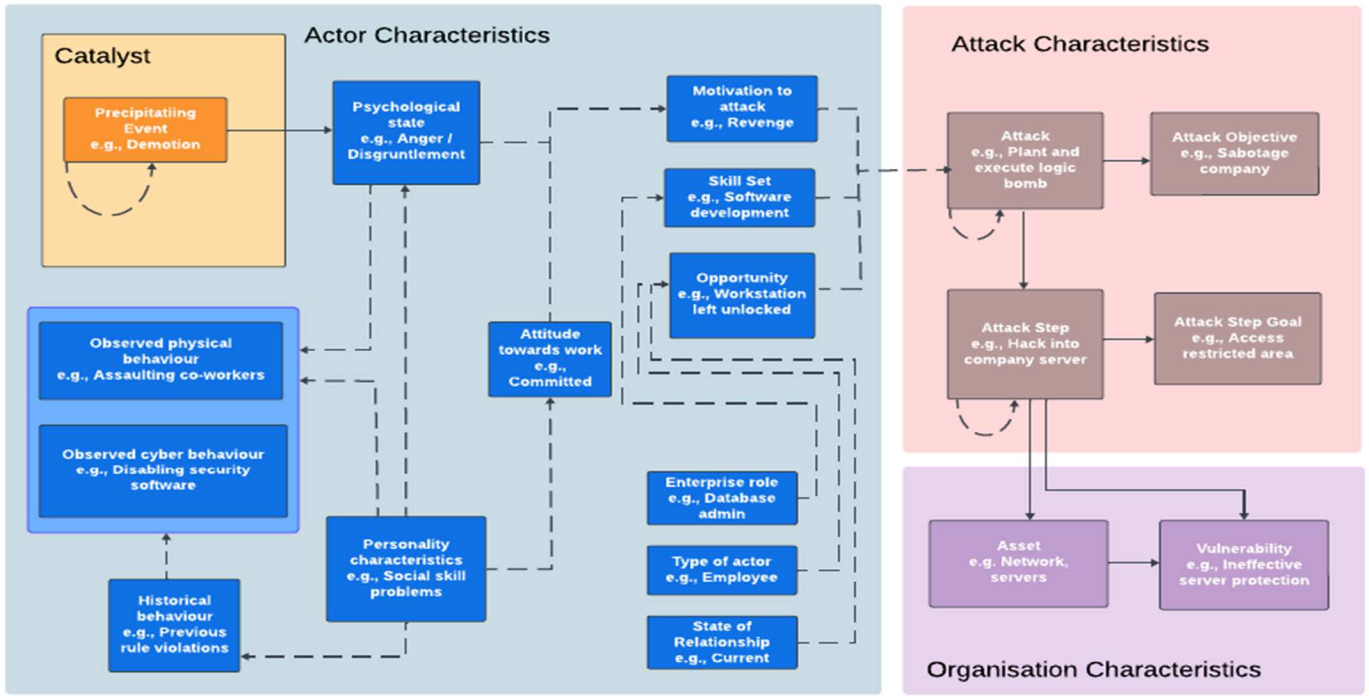 Actor Characteristics
Catalyst
Precipitatiing
Event
e.g., Demotion
Psychological
state
e.g., Anger /
Disgruntlement
Motivation to
attack
e.g., Revenge
Skill Set
e.g., Software
development
Opportunity
e.g., Workstation
left unlocked
Observed physical
behaviour
e.g., Assaulting co-workers
Observed cyber behaviour
e.g., Disabling security
software
Attitude
towards work
e.g.,
Committed
Historical
behaviour
e.g., Previous
rule violations
Personality
characteristics
e.g., Social skill
problems
Enterprise role
e.g., Database
admin
Type of actor
e.g., Employee
State of
Relationship
e.g., Current
Attack Characteristics
Attack
e.g., Plant and
execute logic
bomb
Attack Objective
e.g., Sabotage
company
Attack Step
e.g., Hack into
company server
Attack Step Goal
e.g., Access
restricted area
Asset
e.g. Network,
servers
Vulnerability
e.g., Ineffective
server protection
Organisation Characteristics